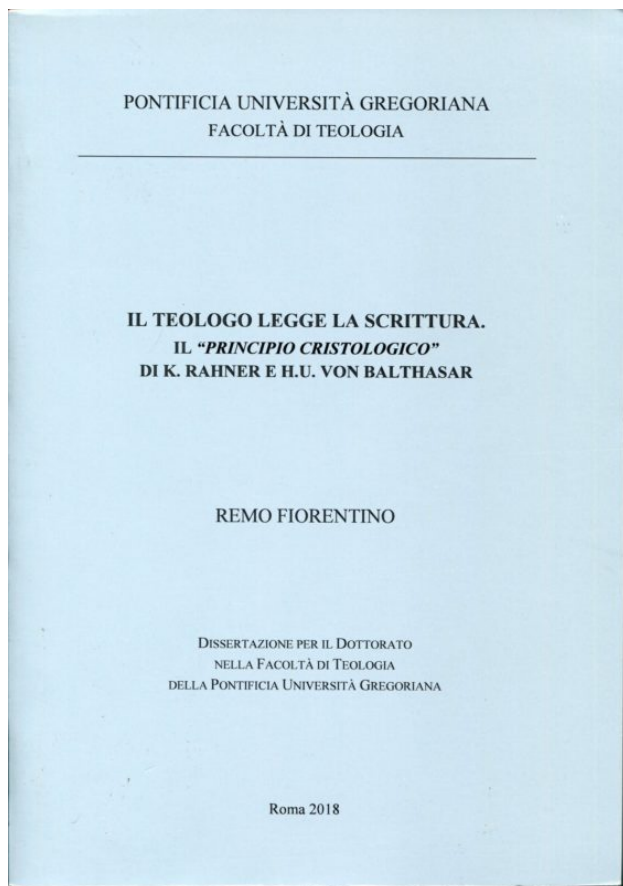 PONTIFICIA UNIVERSITÀ GREGORIANA
FACOLTÀ DI TEOLOGIA
IL TEOLOGO LEGGE LA SCRITTURA.
IL “PRINCIPIO CRISTOLOGICO”
DI K. RAHNER E H.U. VON BALTHASAR
REMO FIORENTINO
DISSERTAZIONE PER IL DOTTORATO
NELLA FACOLTÀ DI TEOLOGIA
DELLA PONTIFICIA UNIVERSITÀ GREGORIANA
Roma 2018